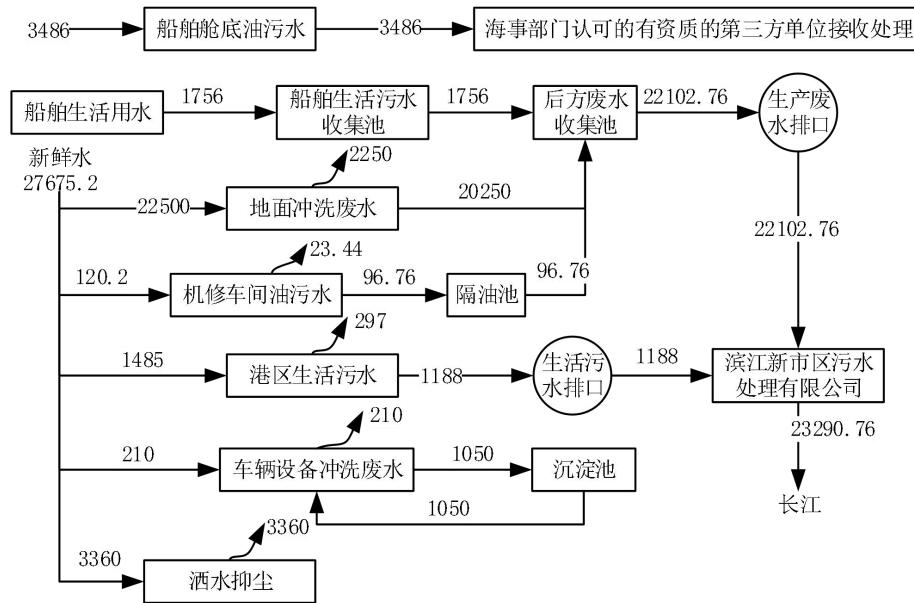 3486
船舶舱底油污水
3486
海事部门认可的有资质的第三方单位接收处理
船舶生活用水
1756
船舶生活污水
收集池
1756
后方废水
收集池
22102.76
生产废
水排口
新鲜水
27675.2
2250
22500
地面冲洗废水
20250
22102.76
23.44
120.2
机修车间油污水
96.76
隔油池
96.76
297
1485
港区生活污水
1188
生活污
水排口
1188
滨江新市区污水
处理有限公司
210
23290.76
210
车辆设备冲洗废水
1050
沉淀池
1050
长江
3360
3360
洒水抑尘